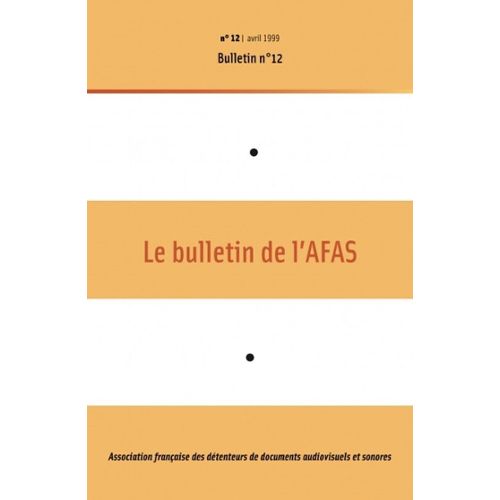 n° 12 | avril 1999
Bulletin n°12
Le bulletin de l'AFAS
Association française des détenteurs de documents audiovisuels et sonores